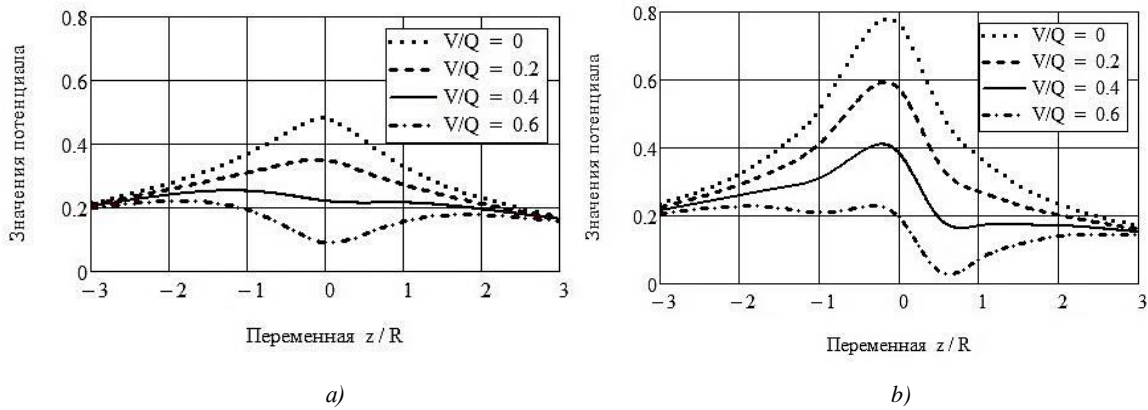 Значения потенциала
0.8
0.6
0.4
0.2
0
−3
−2
−1
0
1
2
3
V/Q = 0
V/Q = 0.2
V/Q = 0.4
V/Q = 0.6
Переменная z / R
a)
Значения потенциала
0.8
0.6
0.4
0.2
0
−3
−2
−1
0
1
2
3
V/Q = 0
V/Q = 0.2
V/Q = 0.4
V/Q = 0.6
Переменная z / R
b)